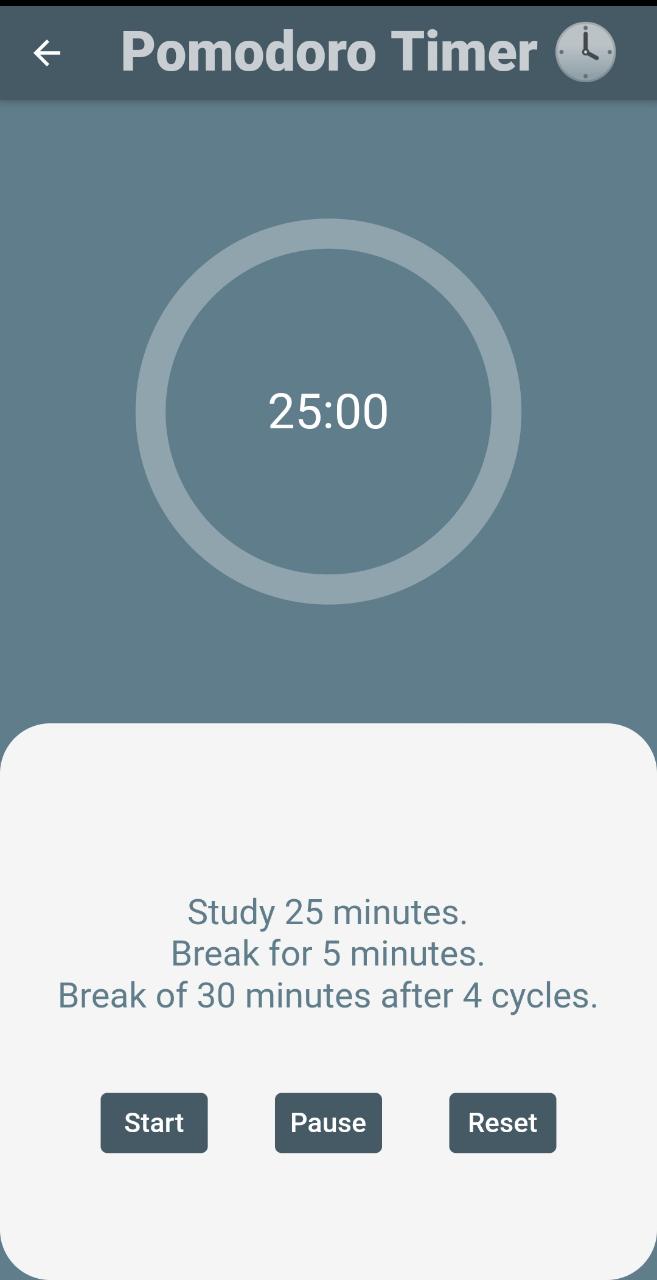 Pomodoro Timer
25:00
Study 25 minutes.
Break for 5 minutes.
Break of 30 minutes after 4 cycles.
Start Pause Reset